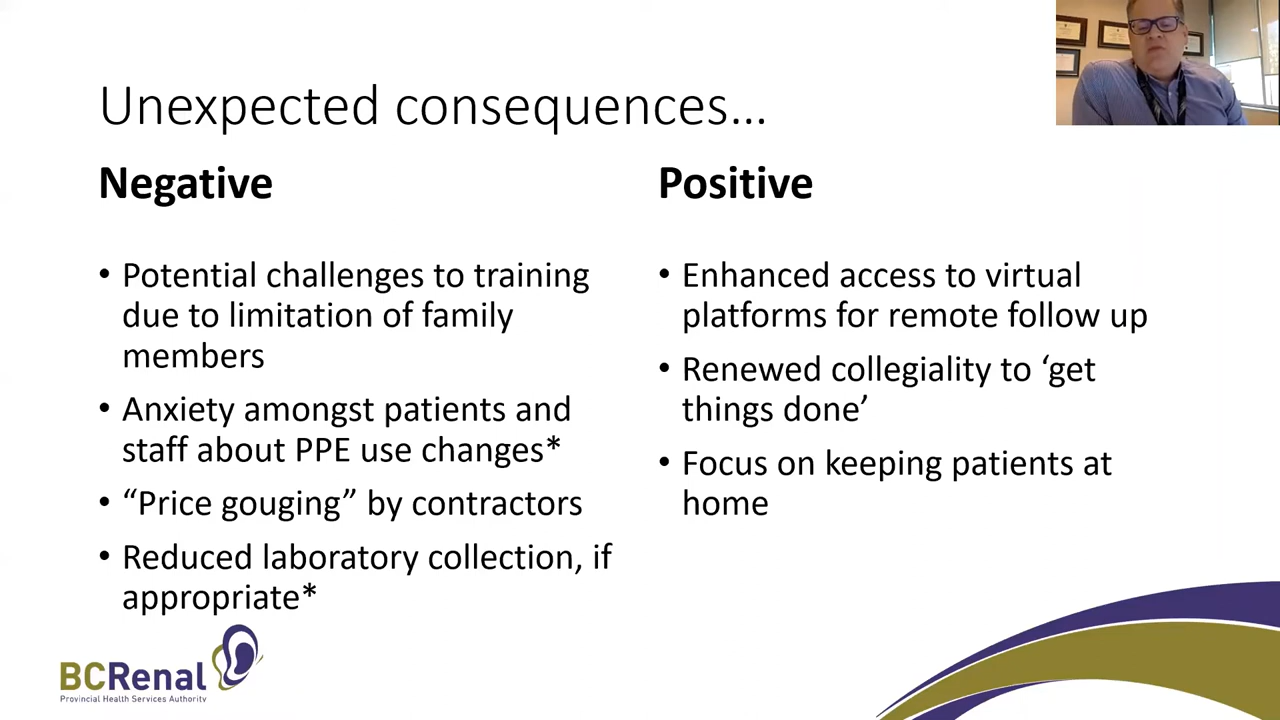 Unexpected consequences...
Negative
• Potential challenges to training
due to limitation of family
members
• Anxiety amongst patients and
staff about PPE use changes*
• “Price gouging” by contractors
• Reduced laboratory collection, if
appropriate*
Positive
• Enhanced access to virtual
platforms for remote follow up
• Renewed collegiality to ‘get
things done’
• Focus on keeping patients at
home
BCRenal
Provincial Health Services Authority